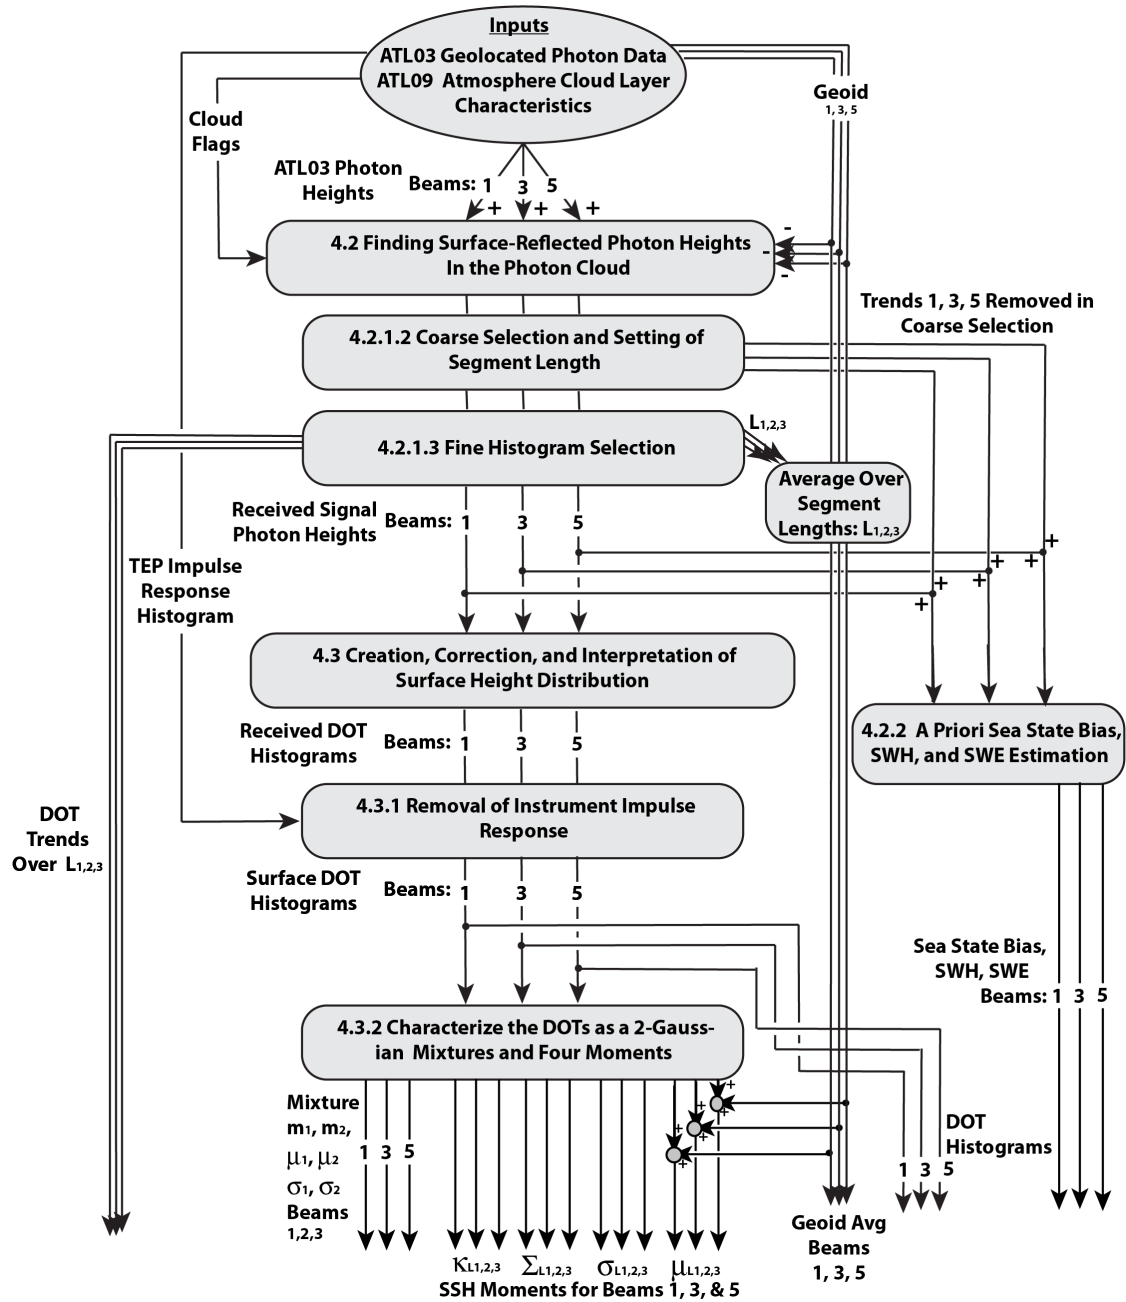 Inputs
ATL03 Geolocated Photon Data
ATL09 Atmosphere Cloud Layer
Characteristics
Geoid
1, 3, 5
Cloud
Flags
ATL03 Photon
Heights
Beams: 1 3 5
+ + +
4.2 Finding Surface-Reflected Photon Heights
In the Photon Cloud
-
-
-
Trends 1, 3, 5 Removed in
Coarse Selection
4.2.1.2 Coarse Selection and Setting of
Segment Length
4.2.1.3 Fine Histogram Selection
L1,2,3
Average Over
Segment
Lengths: L1,2,3
Received Signal
Photon Heights
Beams: 1 3 5
+
+
+
+
+
+
TEP Impulse
Response
Histogram
4.3 Creation, Correction, and Interpretation of
Surface Height Distribution
Received DOT
Histograms
Beams: 1 3 5
4.2.2 A Priori Sea State Bias,
SWH, and SWE Estimation
4.3.1 Removal of Instrument Impulse
Response
DOT
Trends
Over L1,2,3
Surface DOT
Histograms
Beams: 1 3 5
Sea State Bias,
SWH, SWE
Beams: 1 3 5
4.3.2 Characterize the DOTs as a 2-Gauss-
ian Mixtures and Four Moments
+
+
+
+
+
+
Mixture
m1, m2,
μ1, μ2
σ1, σ2
Beams
1,2,3
1 3 5
DOT
Histograms
1 3 5
Geoid Avg
Beams
1, 3, 5
κL1,2,3 ΣL1,2,3 σL1,2,3 μL1,2,3
SSH Moments for Beams 1, 3, & 5